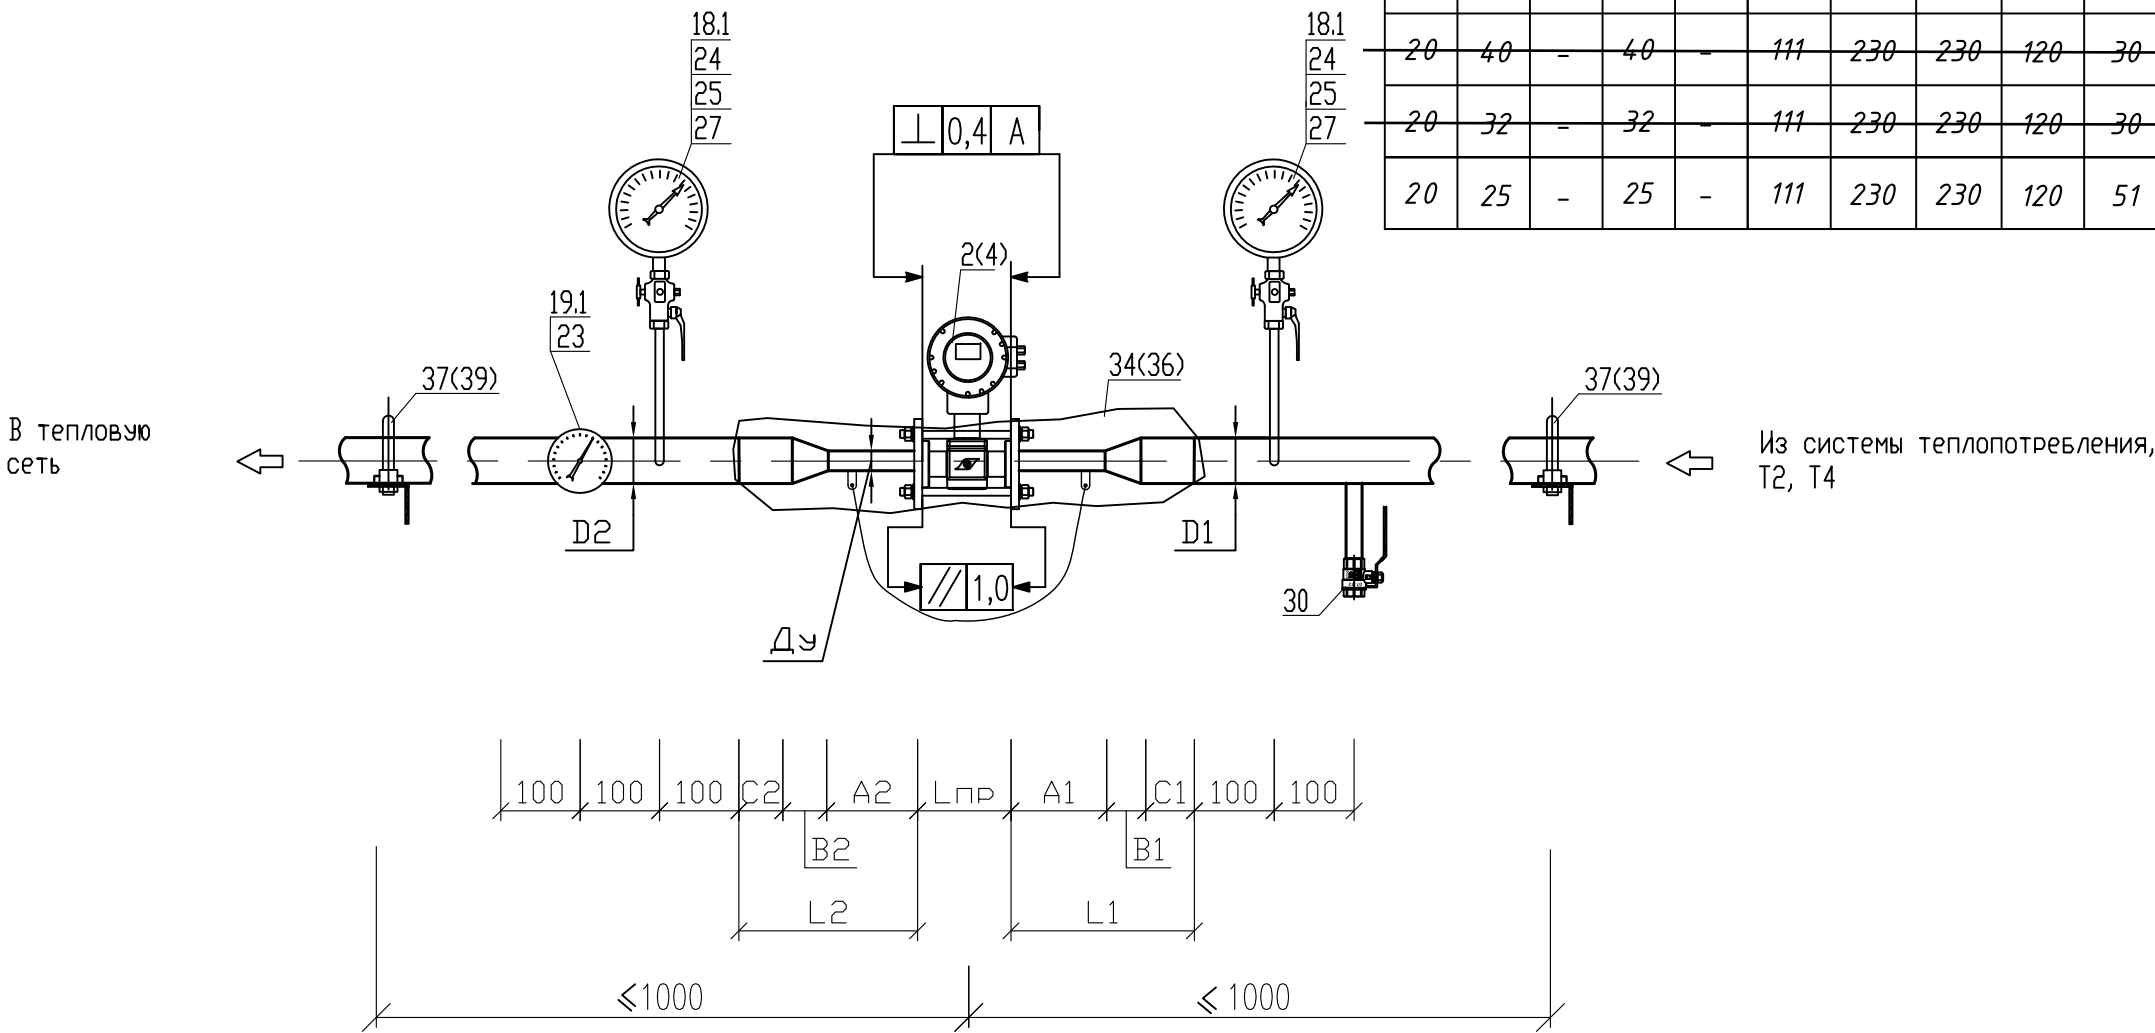 18.1
24
25
27
18.1
24
25
27
20 40 - 40 - 111 230 230 120 30
20 32 - 32 - 111 230 230 120 30
20 25 - 25 - 111 230 230 120 51
⊥ 0,4 А
2(4)
19.1
23
37(39)
34(36)
37(39)
В тепловую
сеть
Из системы теплопотребления,
Т2, Т4
D2
D1
// 1,0
30
Ду
100 100 100 C2 A2 Lпр A1 C1 100 100
B2 B1
L2 L1
⩽1000 ⩽1000